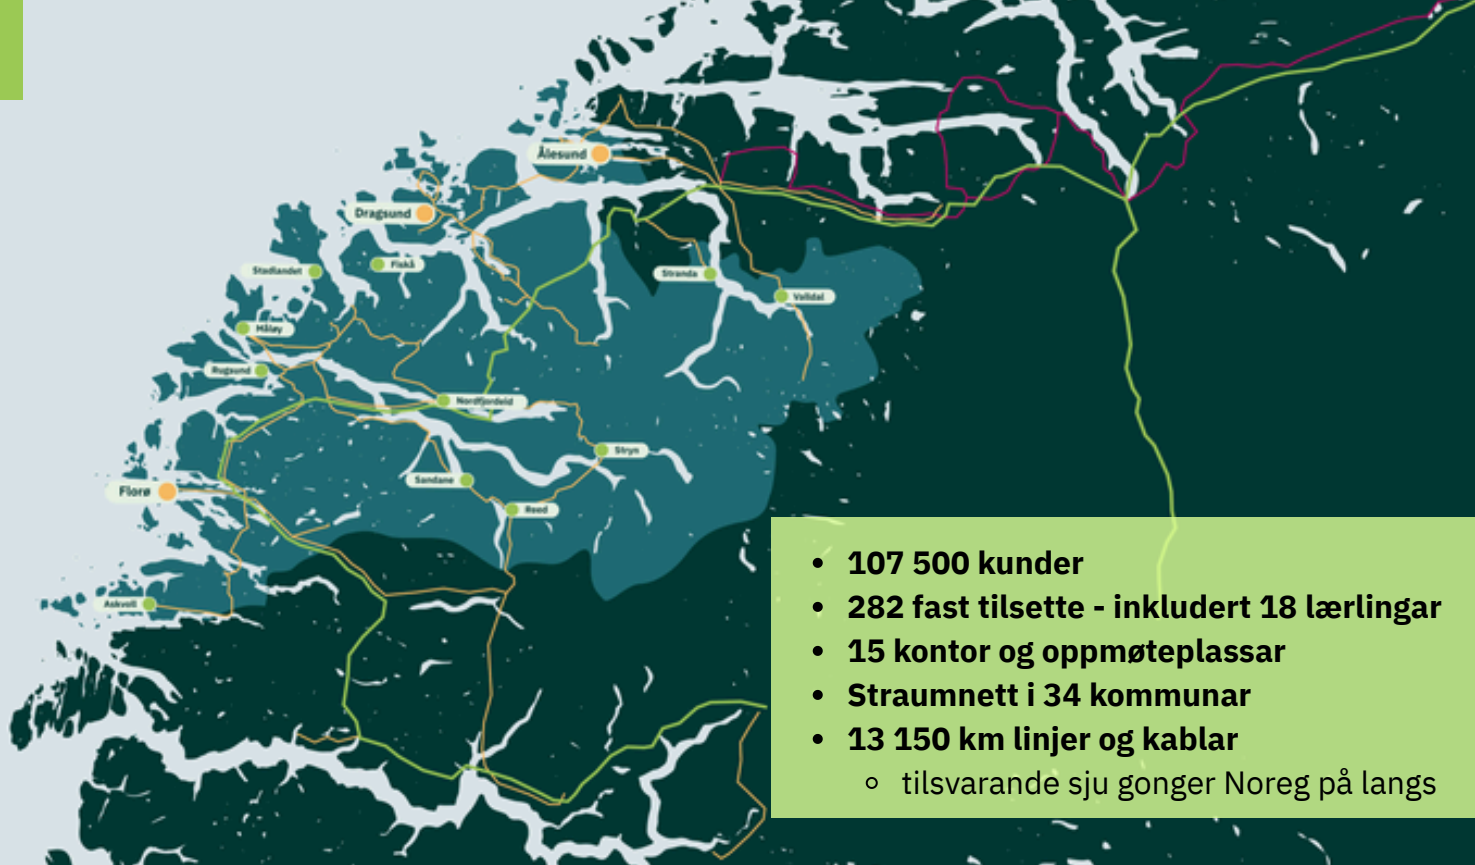 Ålesund
Dragsund
Stadlandet
Fiskå
Stranda
Valldal
Måløy
Rugsund
Nordfjordeid
Stryn
Sandane
Florø
Reed
Askvoll
• 107 500 kunder
• 282 fast tilsette - inkludert 18 lærlingar
• 15 kontor og oppmøteplassar
• Straumnett i 34 kommunar
• 13 150 km linjer og kablar
◦ tilsvarande sju gonger Noreg på langs